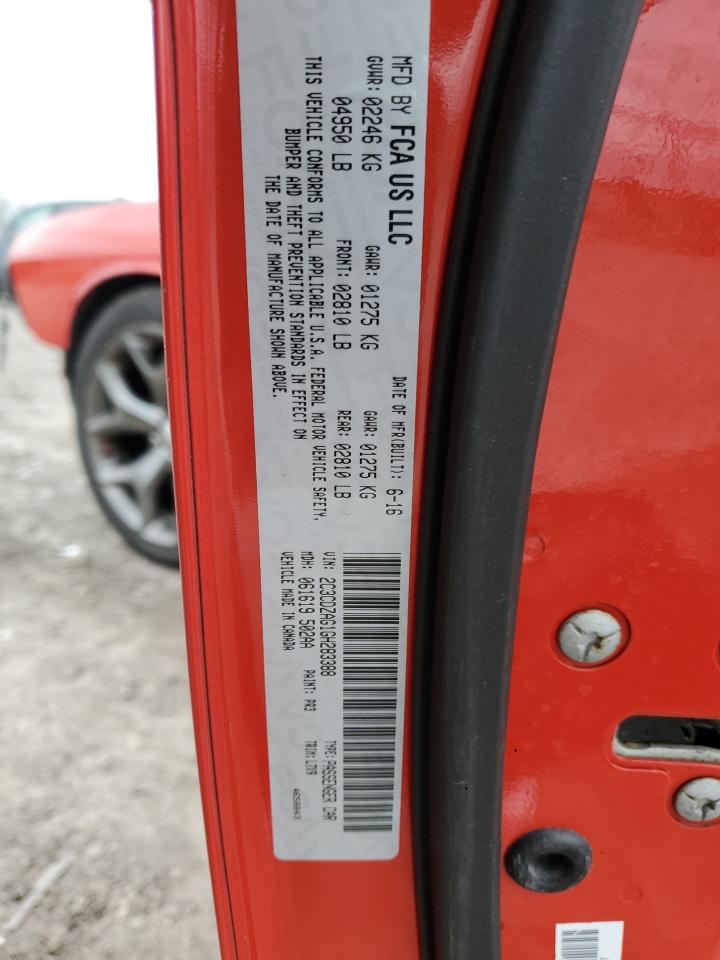 MFD BY FCA US LLC DATE OF MFR(BUILT): 6-16
GVWR: 02246 KG GAWR: 01275 KG GAWR: 01275 KG
04950 LB FRONT: 02810 LB REAR: 02810 LB
THIS VEHICLE CONFORMS TO ALL APPLICABLE U.S.A. FEDERAL MOTOR VEHICLE SAFETY,
BUMPER AND THEFT PREVENTION STANDARDS IN EFFECT ON
THE DATE OF MANUFACTURE SHOWN ABOVE.
VIN: 2C3CDZAG1GH283388 TYPE: PASSENGER CAR
MDH: 061619 502AA PAINT: PR3 TRIM: L7X9
VEHICLE MADE IN CANADA